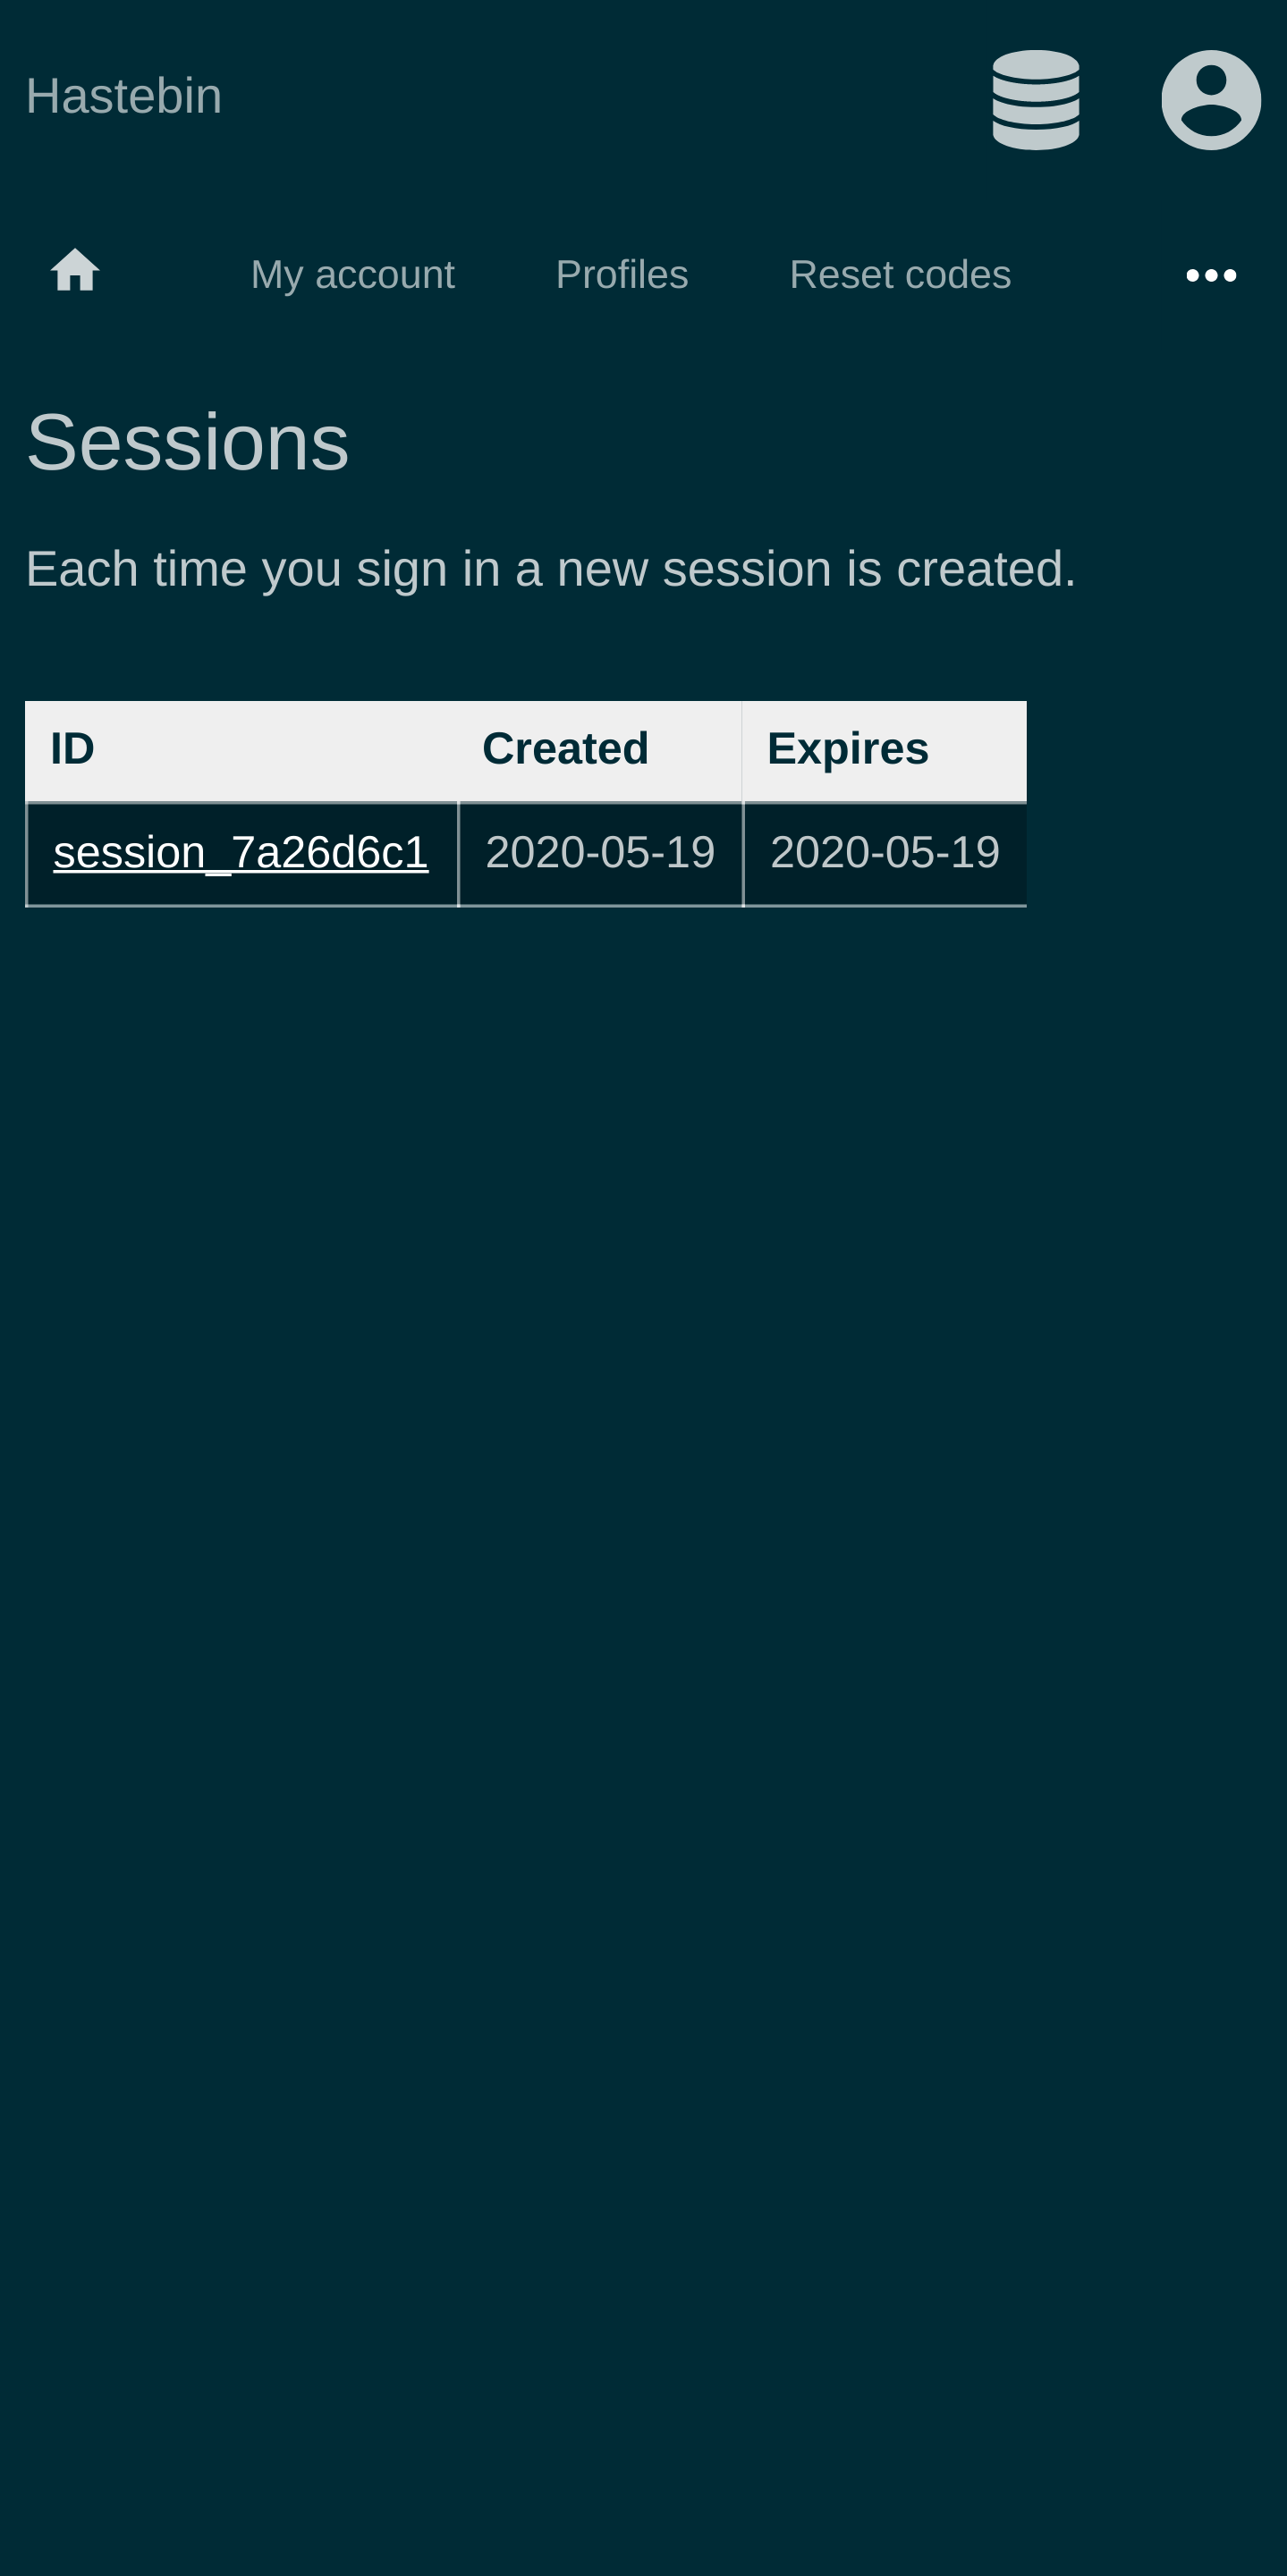 Hastebin
My account Profiles Reset codes
Sessions
Each time you sign in a new session is created.
ID Created Expires
session_7a26d6c1 2020-05-19 2020-05-19